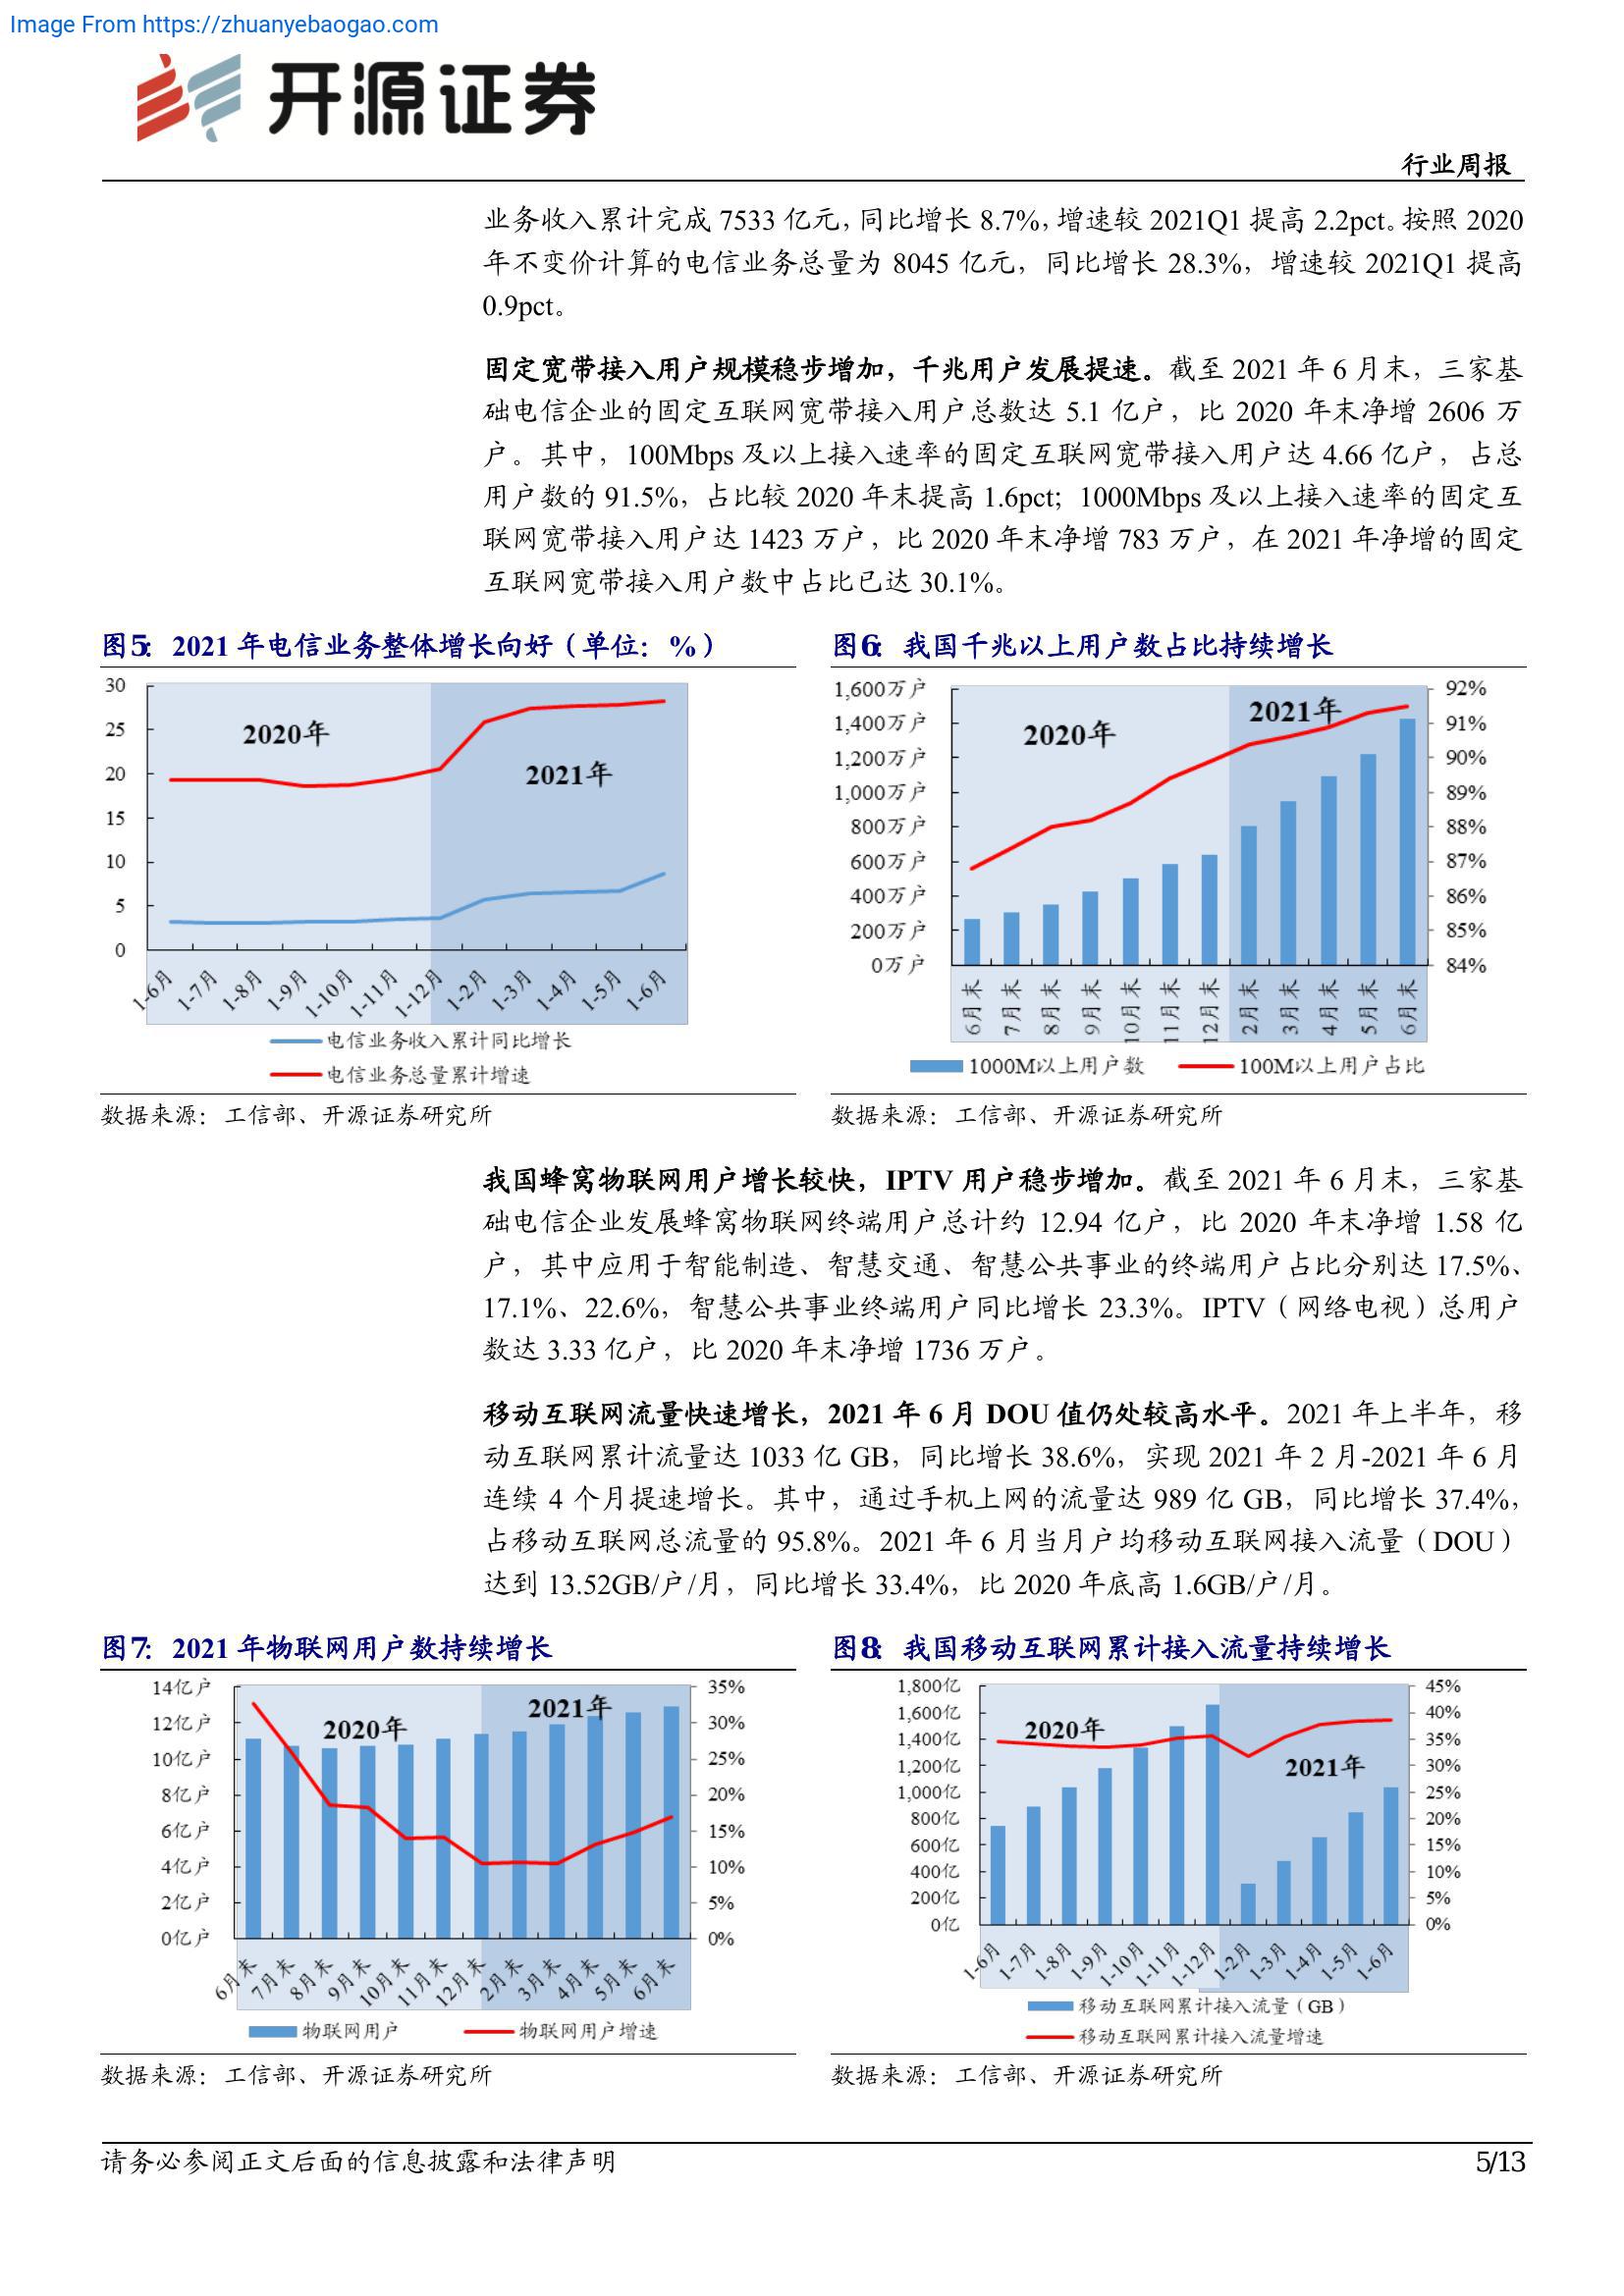 Image From https://zhuanyebaogao.com
开源证券
行业周报
业务收入累计完成 7533 亿元,同比增长 8.7%,增速较 2021Q1 提高 2.2pct。按照 2020
年不变价计算的电信业务总量为 8045 亿元，同比增长 28.3%，增速较 2021Q1 提高
0.9pct。
固定宽带接入用户规模稳步增加，千兆用户发展提速。截至 2021 年 6 月末，三家基
础电信企业的固定互联网宽带接入用户总数达 5.1 亿户，比 2020 年末净增 2606 万
户。其中，100Mbps 及以上接入速率的固定互联网宽带接入用户达 4.66 亿户，占总
用户数的 91.5%，占比较 2020 年末提高 1.6pct；1000Mbps 及以上接入速率的固定互
联网宽带接入用户达 1423 万户，比 2020 年末净增 783 万户，在 2021 年净增的固定
互联网宽带接入用户数中占比已达 30.1%。
图5：2021 年电信业务整体增长向好（单位：%）
30
25
20
15
10
5
0
2020年
2021年
1-6月 1-7月 1-8月 1-9月 1-10月 1-11月 1-12月 1-2月 1-3月 1-4月 1-5月 1-6月
电信业务收入累计同比增长
电信业务总量累计增速
数据来源：工信部、开源证券研究所
图6：我国千兆以上用户数占比持续增长
1,600万户
1,400万户
1,200万户
1,000万户
800万户
600万户
400万户
200万户
0万户
2020年
2021年
92%
91%
90%
89%
88%
87%
86%
85%
84%
6月末 7月末 8月末 9月末 10月末 11月末 12月末 2月末 3月末 4月末 5月末 6月末
1000M以上用户数 100M以上用户占比
数据来源：工信部、开源证券研究所
我国蜂窝物联网用户增长较快，IPTV 用户稳步增加。截至 2021 年 6 月末，三家基
础电信企业发展蜂窝物联网终端用户总计约 12.94 亿户，比 2020 年末净增 1.58 亿
户，其中应用于智能制造、智慧交通、智慧公共事业的终端用户占比分别达 17.5%、
17.1%、22.6%，智慧公共事业终端用户同比增长 23.3%。IPTV（网络电视）总用户
数达 3.33 亿户，比 2020 年末净增 1736 万户。
移动互联网流量快速增长，2021 年 6 月 DOU 值仍处较高水平。2021 年上半年，移
动互联网累计流量达 1033 亿 GB，同比增长 38.6%，实现 2021 年 2 月-2021 年 6 月
连续 4 个月提速增长。其中，通过手机上网的流量达 989 亿 GB，同比增长 37.4%，
占移动互联网总流量的 95.8%。2021 年 6 月当月户均移动互联网接入流量（DOU）
达到 13.52GB/户/月，同比增长 33.4%，比 2020 年底高 1.6GB/户/月。
图7：2021 年物联网用户数持续增长
14亿户
12亿户
10亿户
8亿户
6亿户
4亿户
2亿户
0亿户
2020年
2021年
35%
30%
25%
20%
15%
10%
5%
0%
6月末 7月末 8月末 9月末 10月末 11月末 12月末 2月末 3月末 4月末 5月末 6月末
物联网用户 物联网用户增速
数据来源：工信部、开源证券研究所
图8：我国移动互联网累计接入流量持续增长
1,800亿
1,600亿
1,400亿
1,200亿
1,000亿
800亿
600亿
400亿
200亿
0亿
2020年
2021年
45%
40%
35%
30%
25%
20%
15%
10%
5%
0%
1-6月 1-7月 1-8月 1-9月 1-10月 1-11月 1-12月 1-2月 1-3月 1-4月 1-5月 1-6月
移动互联网累计接入流量（GB）
移动互联网累计接入流量增速
数据来源：工信部、开源证券研究所
请务必参阅正文后面的信息披露和法律声明
5/13